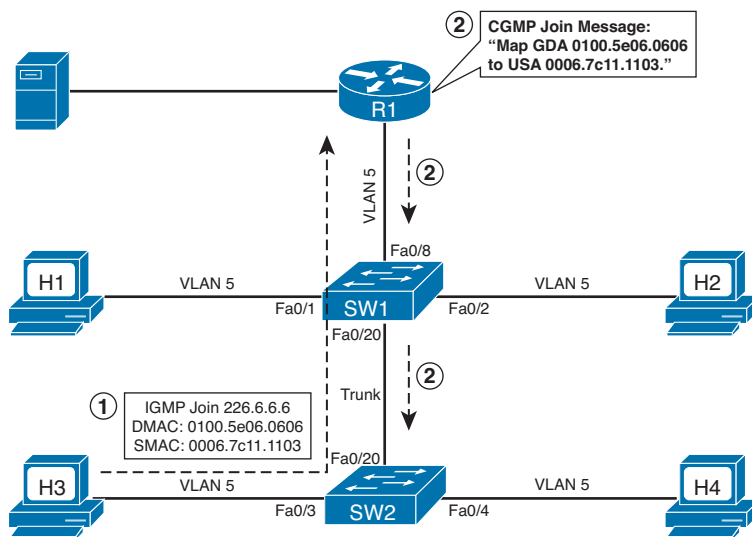 2
CGMP Join Message:
“Map GDA 0100.5e06.0606
to USA 0006.7c11.1103.”
R1
VLAN 5
2
Fa0/8
H1
VLAN 5
Fa0/1
SW1
VLAN 5
Fa0/2
H2
Fa0/20
Trunk
2
1
IGMP Join 226.6.6.6
DMAC: 0100.5e06.0606
SMAC: 0006.7c11.1103
Fa0/20
H3
VLAN 5
Fa0/3
SW2
VLAN 5
Fa0/4
H4